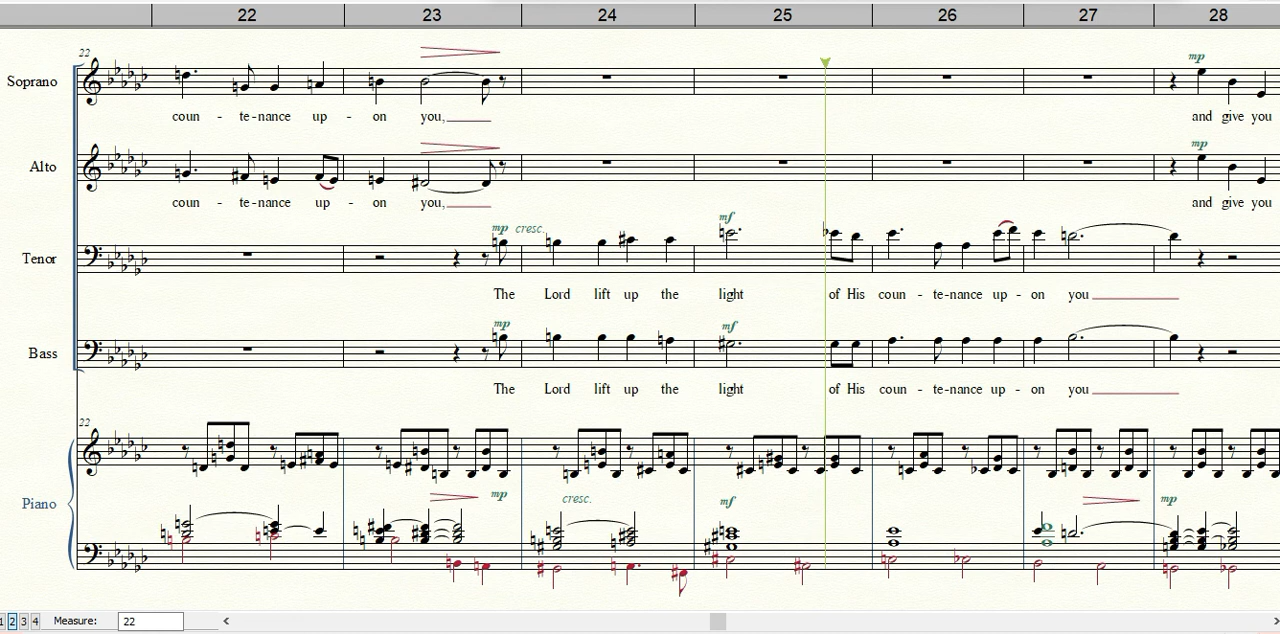 22 23 24 25 26 27 28
22
mp
Soprano
coun - te-nance up - on you, and give you
mp
Alto
coun - te-nance up - on you, and give you
mp cresc. mf
Tenor
The Lord lift up the light of His coun - te-nance up - on you
mp mf
Bass
The Lord lift up the light of His coun - te-nance up - on you
22
Piano
mp cresc. mf mp
1 2 3 4 Measure: 22 <